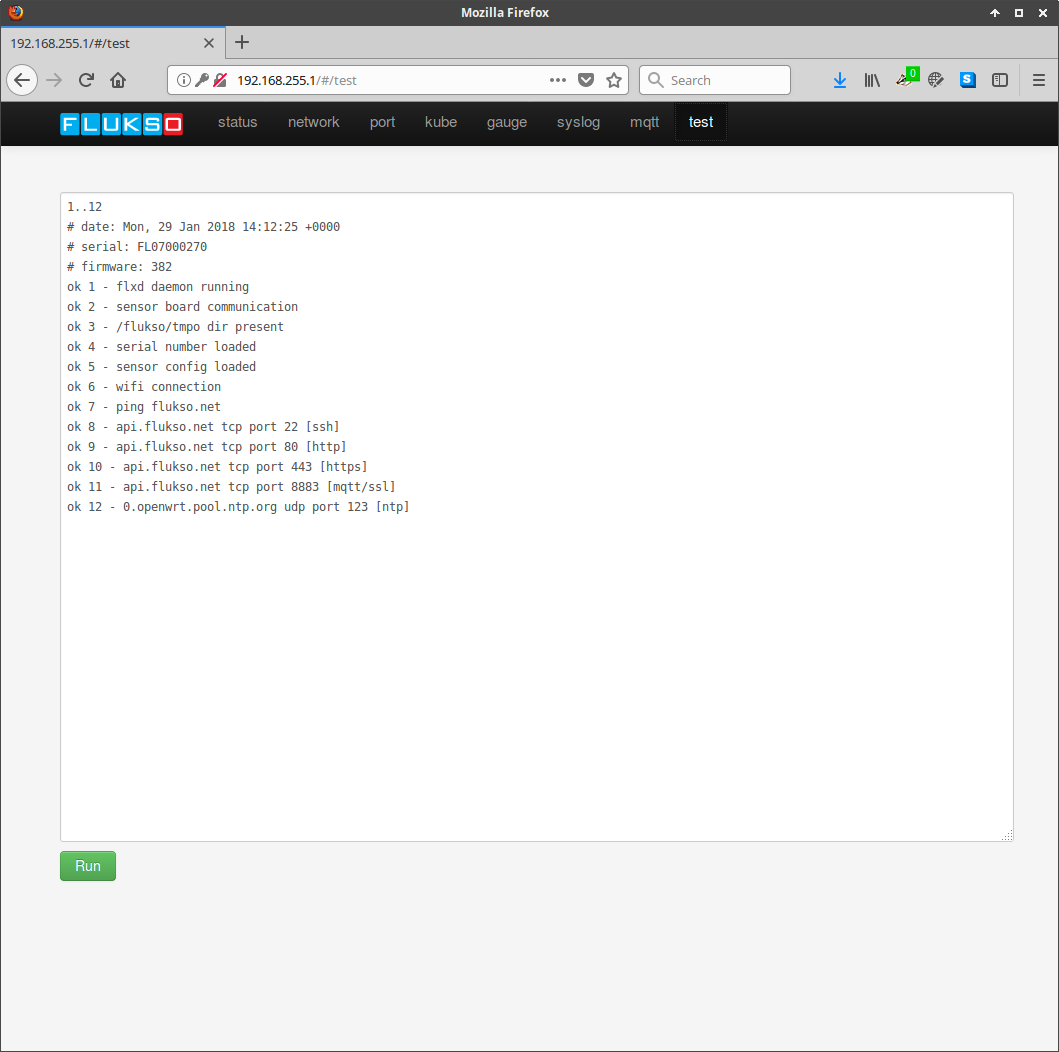 Mozilla Firefox
192.168.255.1/#/test
192.168.255.1/#/test
Search
0
S
FLUKSO
status network port kube gauge syslog mqtt test
1..12
# date: Mon, 29 Jan 2018 14:12:25 +0000
# serial: FL07000270
# firmware: 382
ok 1 - flxd daemon running
ok 2 - sensor board communication
ok 3 - /flukso/tmpo dir present
ok 4 - serial number loaded
ok 5 - sensor config loaded
ok 6 - wifi connection
ok 7 - ping flukso.net
ok 8 - api.flukso.net tcp port 22 [ssh]
ok 9 - api.flukso.net tcp port 80 [http]
ok 10 - api.flukso.net tcp port 443 [https]
ok 11 - api.flukso.net tcp port 8883 [mqtt/ssl]
ok 12 - 0.openwrt.pool.ntp.org udp port 123 [ntp]
Run